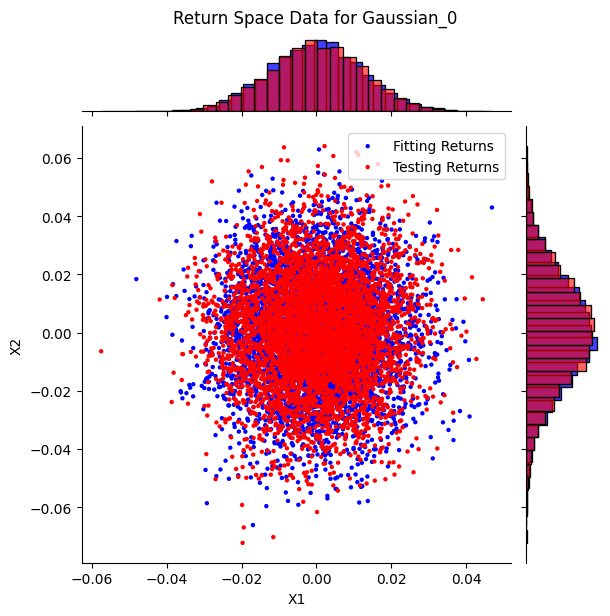 Return Space Data for Gaussian_0
Fitting Returns
Testing Returns
0.06
0.04
0.02
0.00
−0.02
−0.04
−0.06
X2
−0.06
−0.04
−0.02
0.00
0.02
0.04
X1